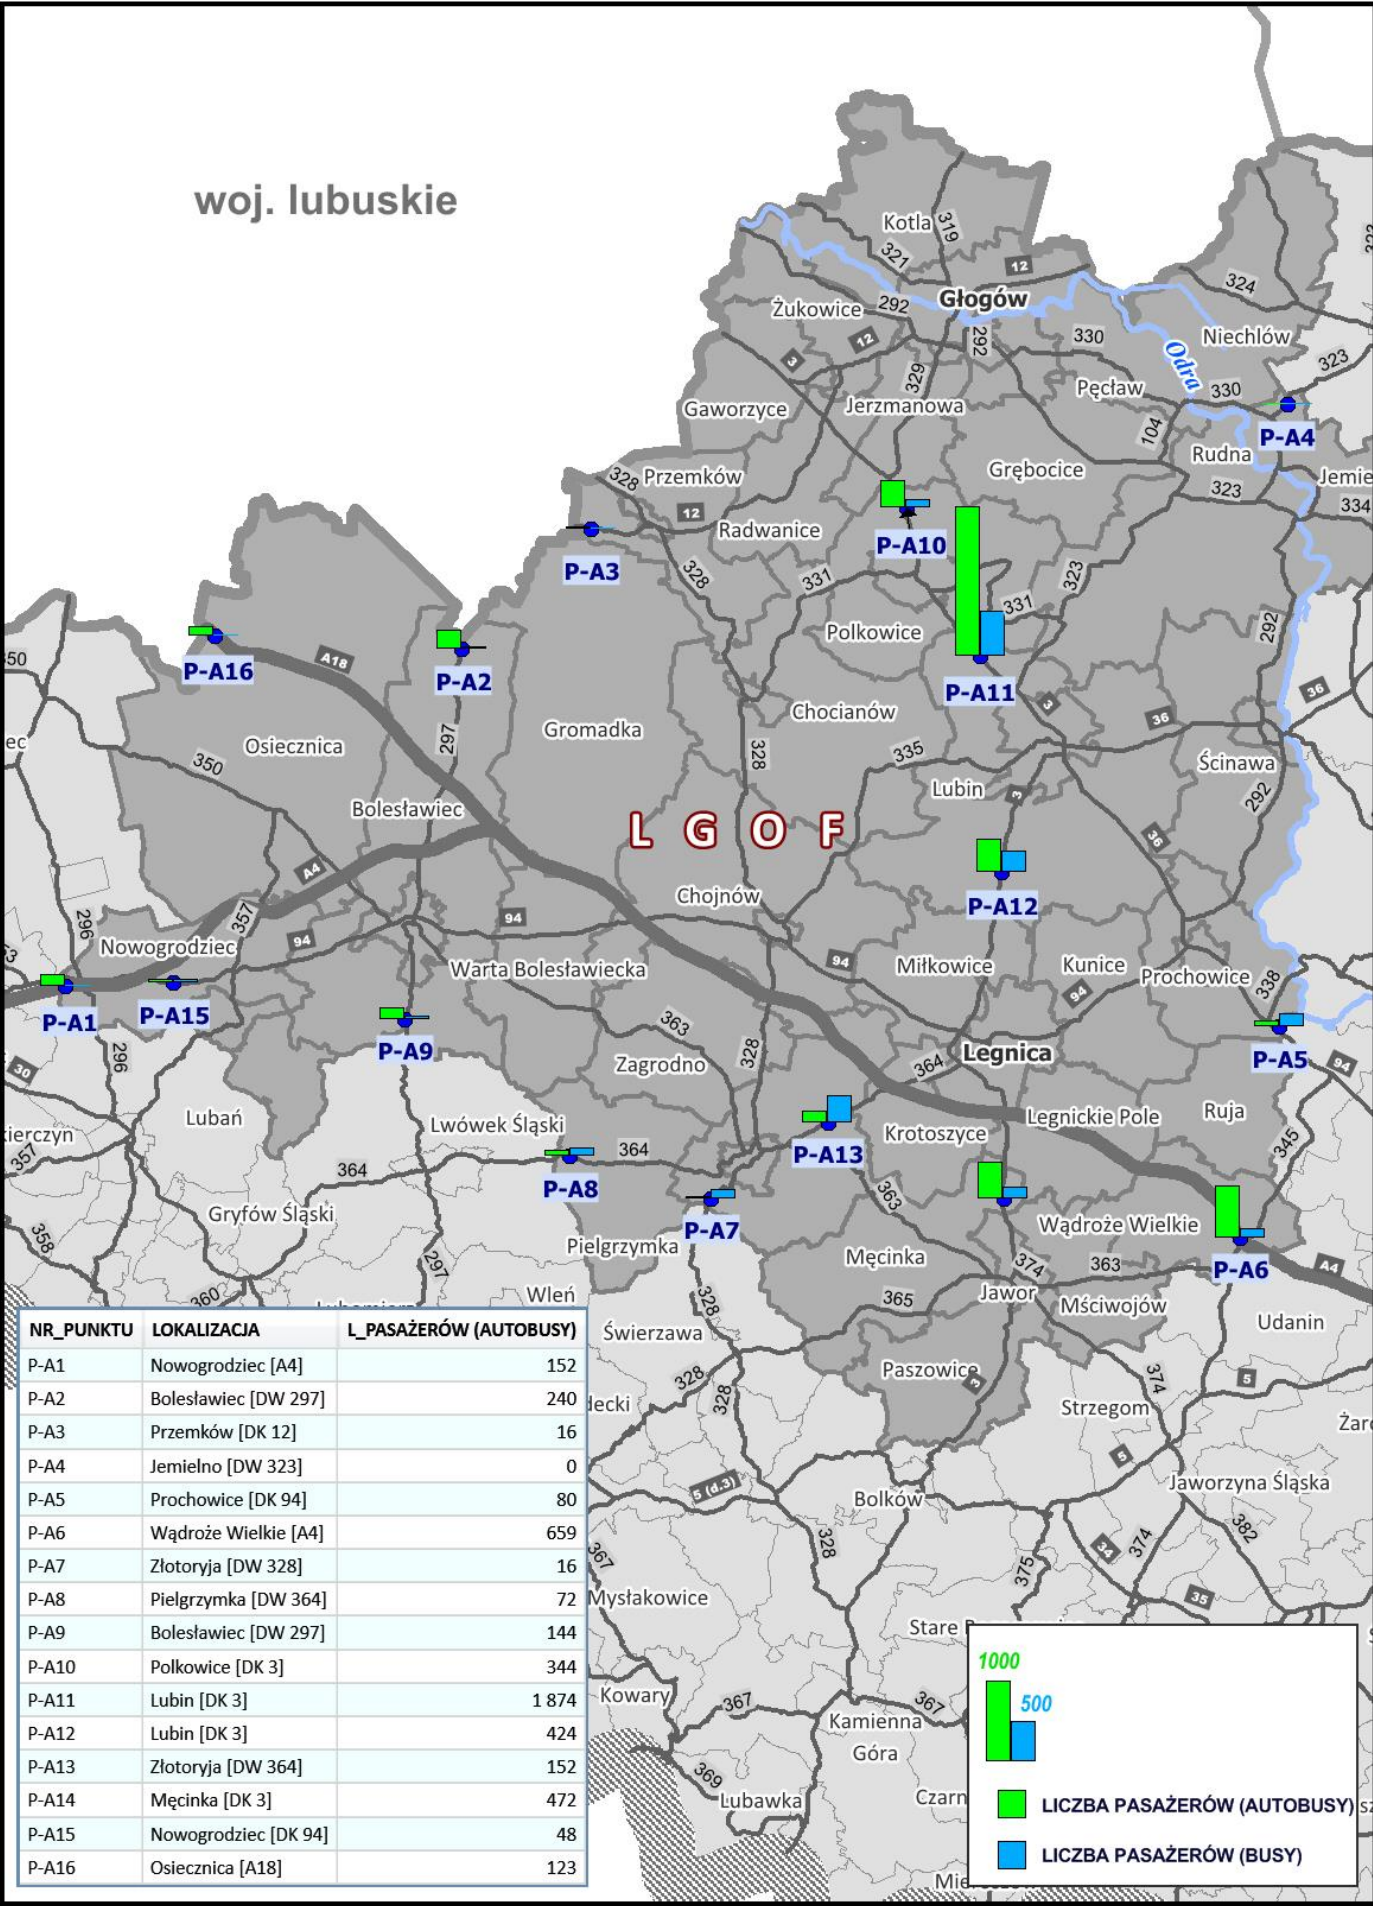 woj. lubuskie
Kotla
319
321
12
324
Głogów
Żukowice
292
292
330
Niechlów
Odra
12
3
329
323
Pęcław
330
Gaworzyce
Jerzmanowa
104
P-A4
Rudna
Przemków
328
Grębocice
323
Jemie
334
12
Radwanice
P-A10
P-A3
328
331
323
331
292
Polkowice
350
P-A16
A18
P-A2
P-A11
36
3
36
Chocianów
Gromadka
297
328
335
Osiecznica
350
ec
Ścinawa
Lubin
3
292
Bolesławiec
L G O F
36
A4
Chojnów
P-A12
296
357
94
94
Nowogrodziec
Warta Bolesławiecka
94
Miłkowice
Kunice
94
Prochowice
338
P-A1
P-A15
P-A9
363
328
Legnica
364
P-A5
94
296
30
Zagrodno
Lubań
Lwówek Śląski
Legnickie Pole
Ruja
345
ierczyn
357
364
364
P-A13
Krotoszyce
P-A8
363
P-A7
Gryfów Śląski
358
Wądroże Wielkie
Pielgrzymka
Męcinka
374
363
P-A6
A4
297
360
Wleń
328
365
Jawor
Mściwojów
Udanin
Świerzawa
Paszowice
3
374
5
328
328
decki
Strzegom
Żaro
5
5 (d.3)
Bolków
Jaworzyna Śląska
328
34
374
382
375
35
367
Mysłakowice
Stare
Kowary
367
367
Kamienna
Góra
369
Lubawka
Czarn
NR_PUNKTU LOKALIZACJA L_PASAŻERÓW (AUTOBUSY)
P-A1 Nowogrodziec [A4] 152
P-A2 Bolesławiec [DW 297] 240
P-A3 Przemków [DK 12] 16
P-A4 Jemielno [DW 323] 0
P-A5 Prochowice [DK 94] 80
P-A6 Wądroże Wielkie [A4] 659
P-A7 Złotoryja [DW 328] 16
P-A8 Pielgrzymka [DW 364] 72
P-A9 Bolesławiec [DW 297] 144
P-A10 Polkowice [DK 3] 344
P-A11 Lubin [DK 3] 1 874
P-A12 Lubin [DK 3] 424
P-A13 Złotoryja [DW 364] 152
P-A14 Męcinka [DK 3] 472
P-A15 Nowogrodziec [DK 94] 48
P-A16 Osiecznica [A18] 123
1000
500
LICZBA PASAŻERÓW (AUTOBUSY)
LICZBA PASAŻERÓW (BUSY)